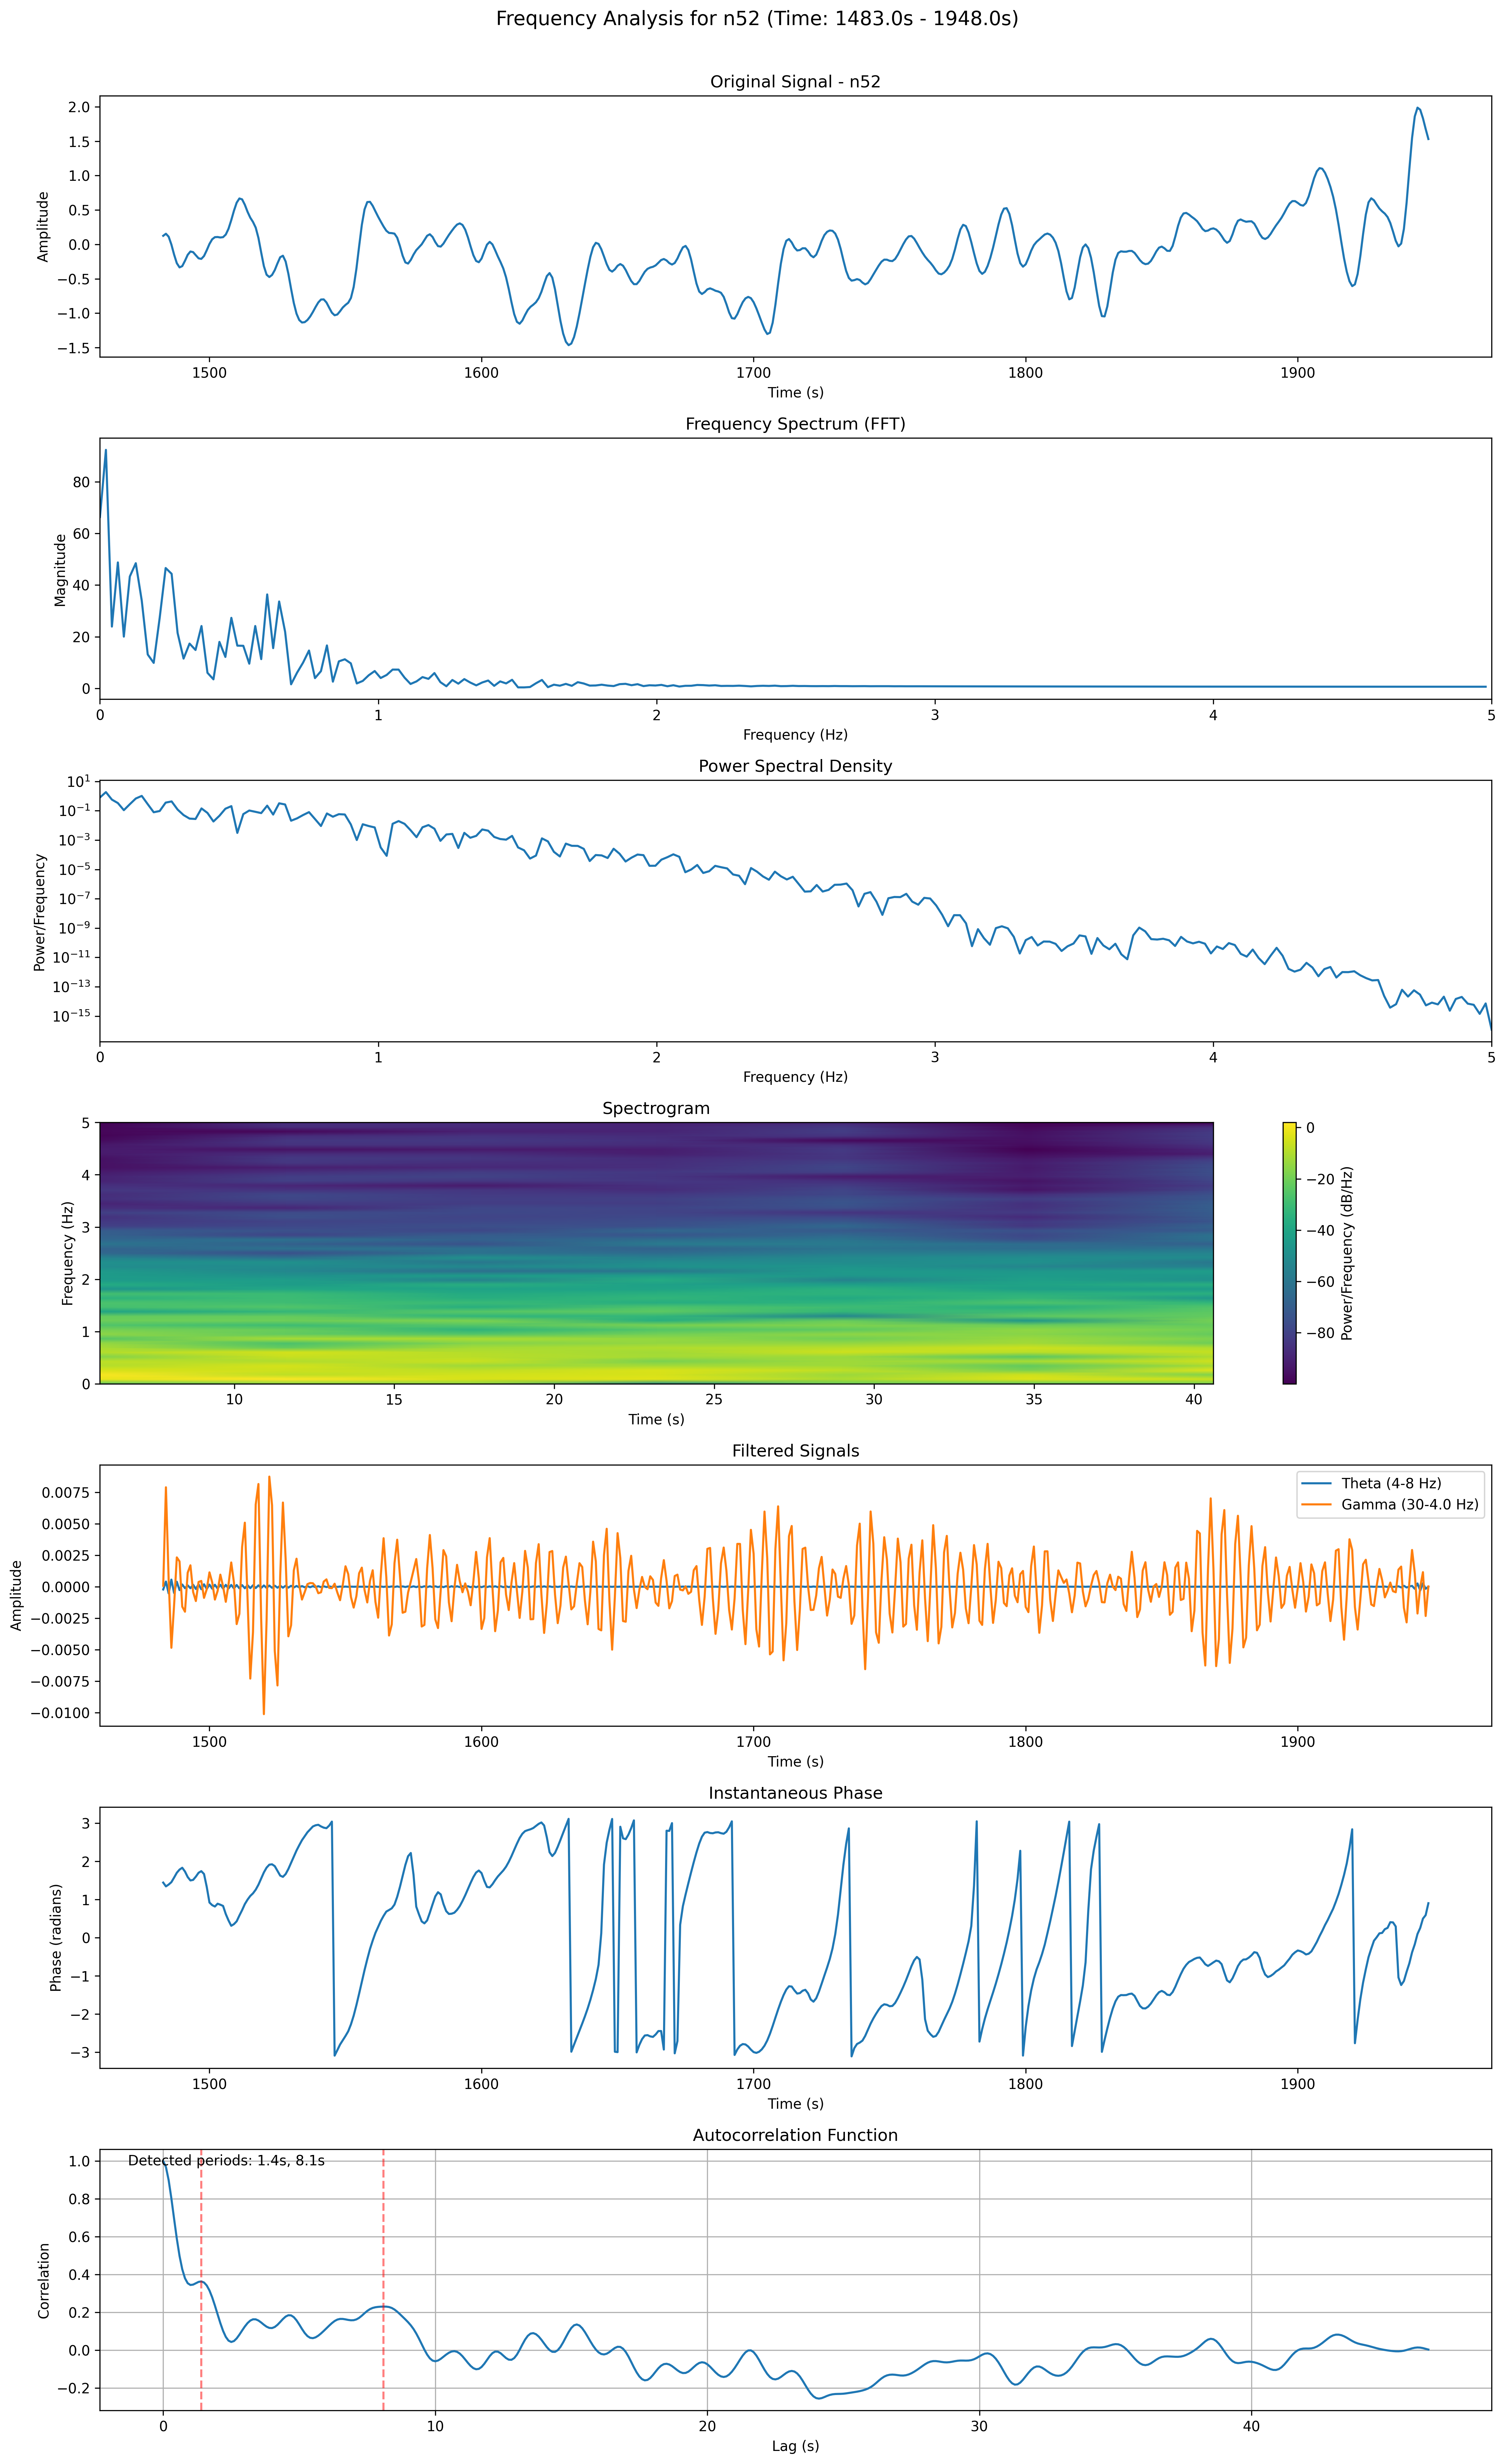 Frequency Analysis for n52 (Time: 1483.0s - 1948.0s)
Original Signal - n52
Amplitude
2.0
1.5
1.0
0.5
0.0
−0.5
−1.0
−1.5
1500 1600 1700 1800 1900
Time (s)
Frequency Spectrum (FFT)
Magnitude
80
60
40
20
0
0 1 2 3 4 5
Frequency (Hz)
Power Spectral Density
Power/Frequency
10¹
10⁻¹
10⁻³
10⁻⁵
10⁻⁷
10⁻⁹
10⁻¹¹
10⁻¹³
10⁻¹⁵
0 1 2 3 4 5
Frequency (Hz)
Spectrogram
Frequency (Hz)
5
4
3
2
1
0
10 15 20 25 30 35 40
Time (s)
0
−20
−40
−60
−80
Power/Frequency (dB/Hz)
Filtered Signals
Amplitude
0.0075
0.0050
0.0025
0.0000
−0.0025
−0.0050
−0.0075
−0.0100
Theta (4-8 Hz)
Gamma (30-4.0 Hz)
1500 1600 1700 1800 1900
Time (s)
Instantaneous Phase
Phase (radians)
3
2
1
0
−1
−2
−3
1500 1600 1700 1800 1900
Time (s)
Autocorrelation Function
Detected periods: 1.4s, 8.1s
Correlation
1.0
0.8
0.6
0.4
0.2
0.0
−0.2
0 10 20 30 40
Lag (s)